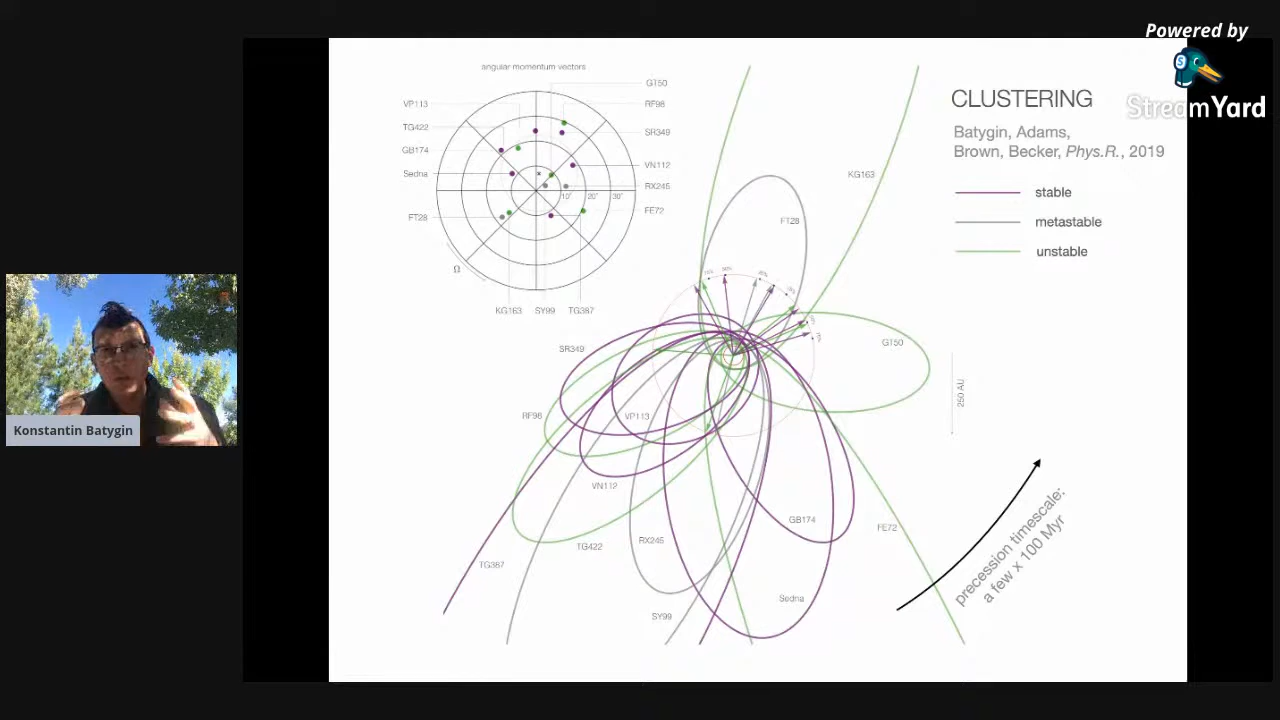 Powered by
StreamYard
angular momentum vectors
GT50
VP113
RF98
TG422
SR349
GB174
VN112
Sedna
RX245
10° 20° 30°
FE72
FT28
Ω
KG163 SY99 TG387
CLUSTERING
Batygin, Adams,
Brown, Becker, Phys.R., 2019
stable
metastable
unstable
KG163
FT28
GT50
SR349
250 AU
RF98
VP113
VN112
GB174
FE72
TG422
RX245
TG387
Sedna
SY99
precession timescale:
a few x 100 Myr
Konstantin Batygin